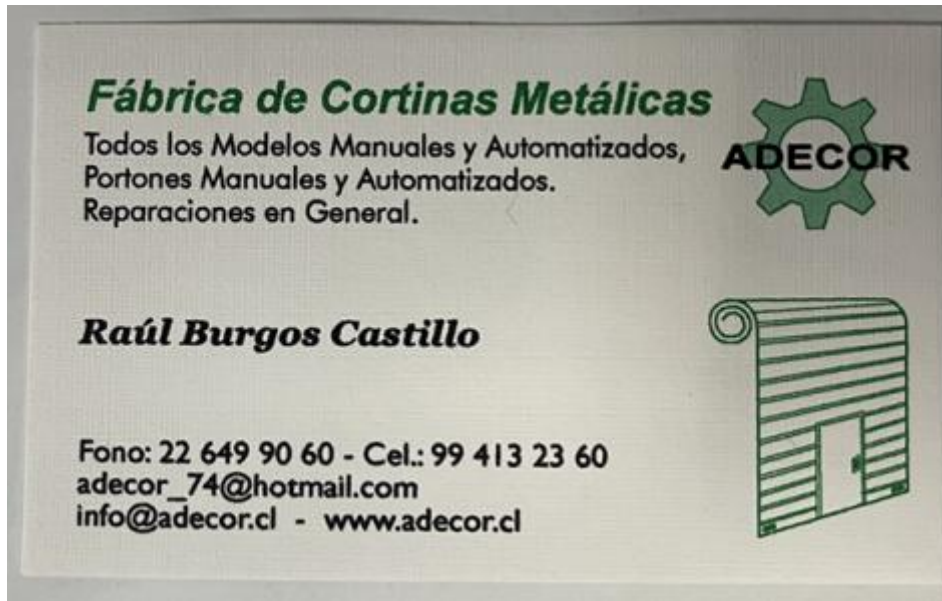 Fábrica de Cortinas Metálicas
Todos los Modelos Manuales y Automatizados,
Portones Manuales y Automatizados.
Reparaciones en General.
ADECOR
Raúl Burgos Castillo
Fono: 22 649 90 60 - Cel.: 99 413 23 60
adecor_74@hotmail.com
info@adecor.cl - www.adecor.cl